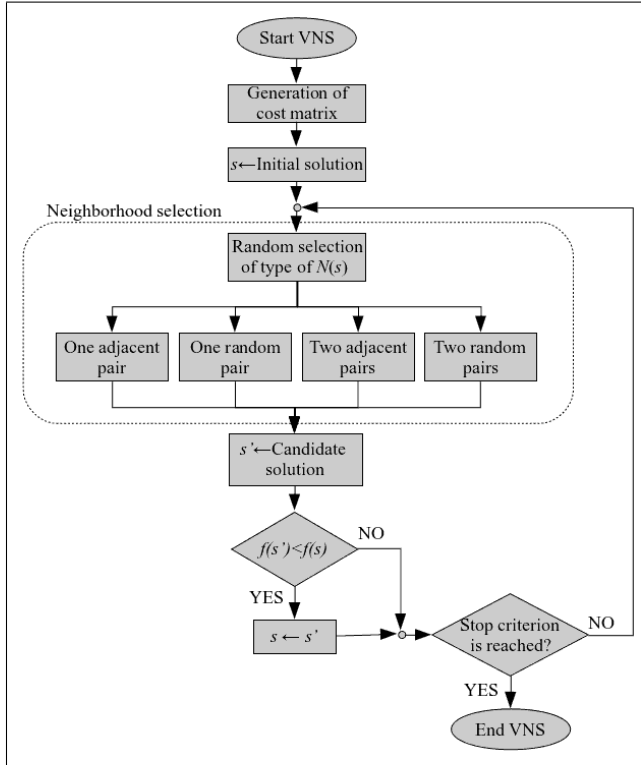 Start VNS
Generation of
cost matrix
s←Initial solution
Neighborhood selection
Random selection
of type of N(s)
One adjacent
pair
One random
pair
Two adjacent
pairs
Two random
pairs
s’←Candidate
solution
f(s’)<f(s)
NO
YES
s ← s’
Stop criterion
is reached?
NO
YES
End VNS